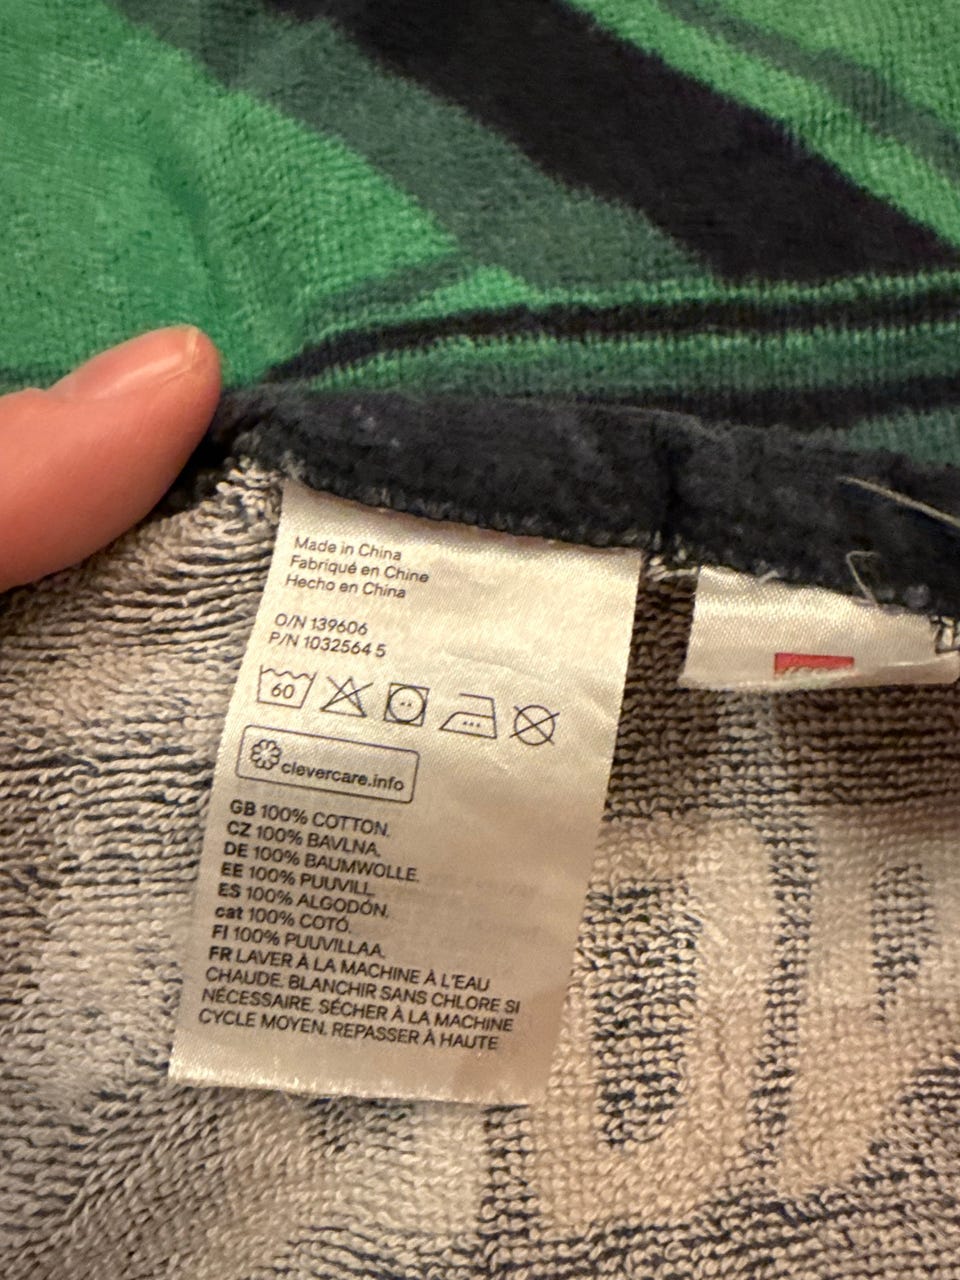 Made in China
Fabriqué en Chine
Hecho en China
O/N 139606
P/N 1032564 5
60
clevercare.info
GB 100% COTTON.
CZ 100% BAVLNA.
DE 100% BAUMWOLLE.
EE 100% PUUVILL.
ES 100% ALGODÓN.
cat 100% COTÓ.
FI 100% PUUVILLAA.
FR LAVER À LA MACHINE À L'EAU
CHAUDE. BLANCHIR SANS CHLORE SI
NÉCESSAIRE. SÉCHER À LA MACHINE
CYCLE MOYEN. REPASSER À HAUTE